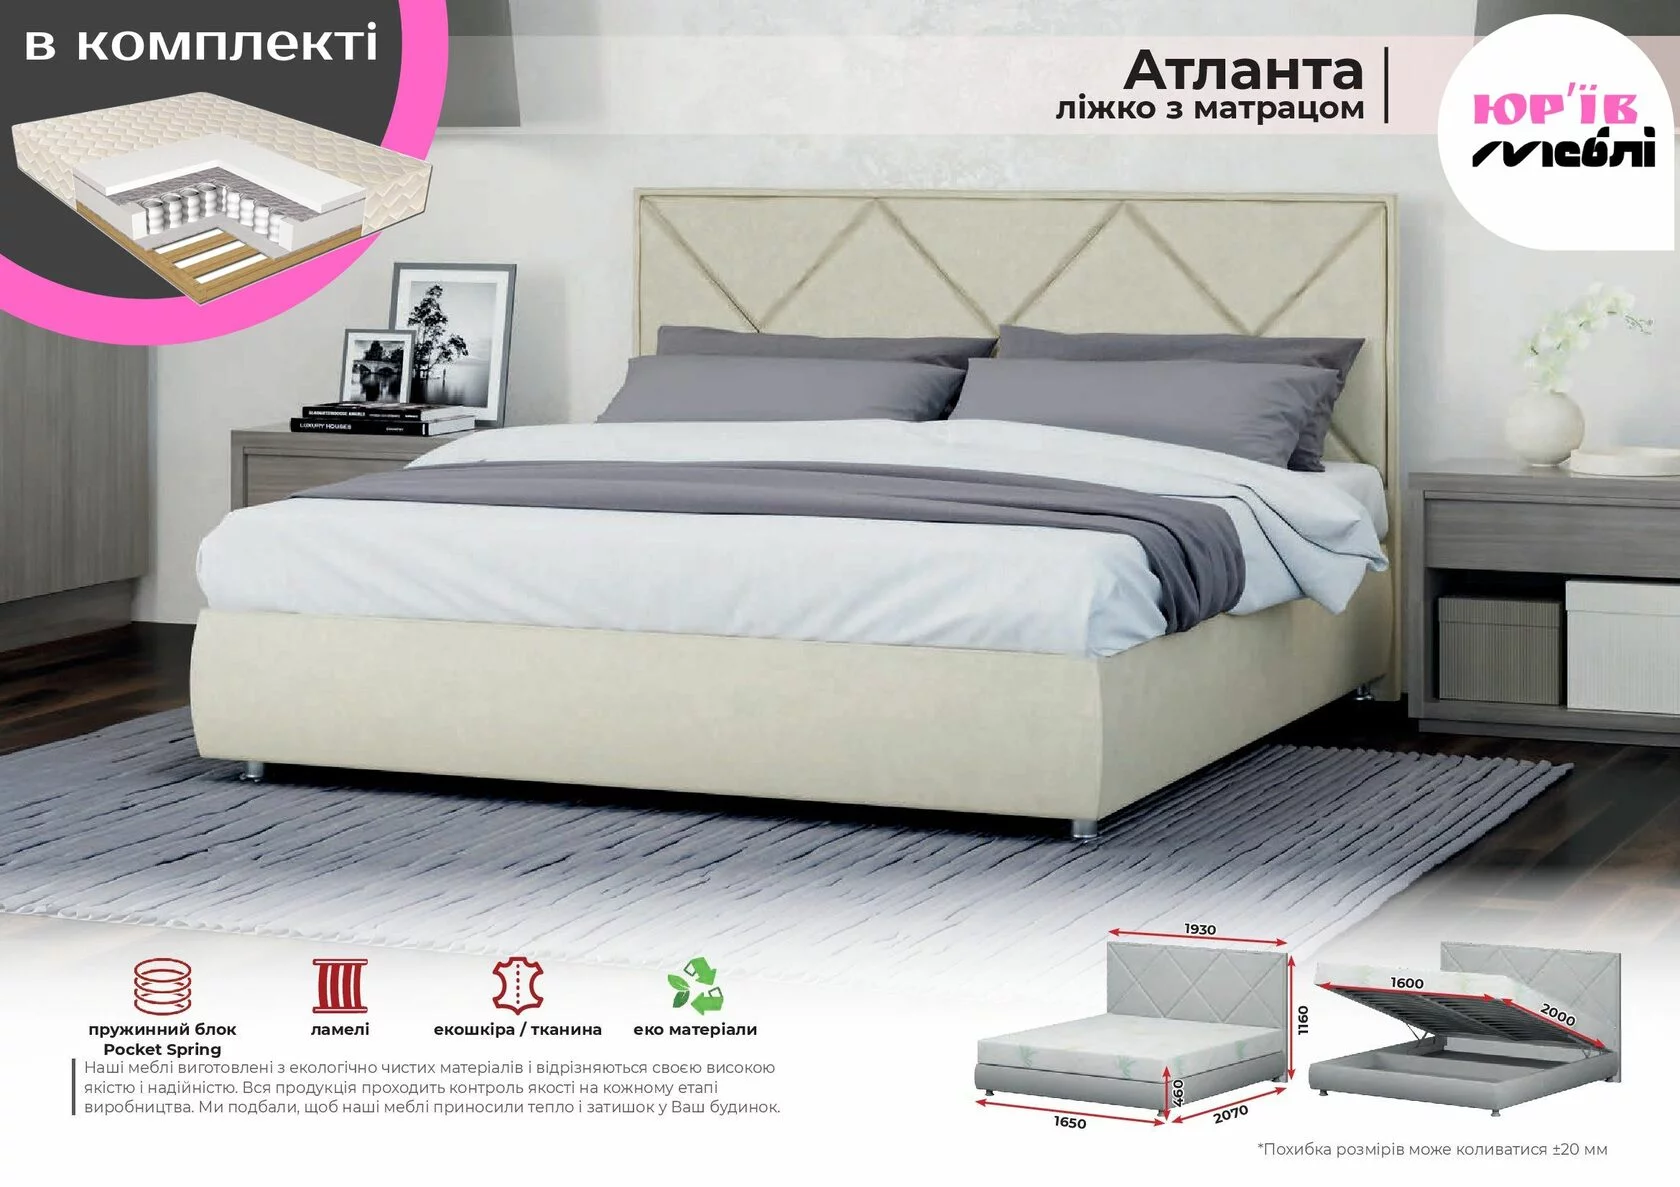 в комплекті
Атланта
ліжко з матрацом
ЮР'ЇВ
меблі
LUXURY HOUSES
1930
1160
460
1650
2070
1600
2000
пружинний блок
Pocket Spring
ламелі
екошкіра / тканина
еко матеріали
Наші меблі виготовлені з екологічно чистих матеріалів і відрізняються своєю високою
якістю і надійністю. Вся продукція проходить контроль якості на кожному етапі
виробництва. Ми подбали, щоб наші меблі приносили тепло і затишок у Ваш будинок.
*Похибка розмірів може коливатися ±20 мм